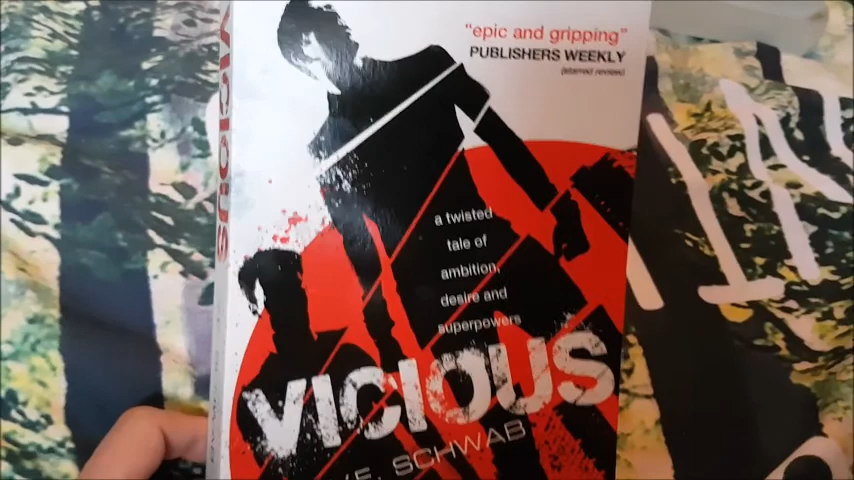 VICIOUS
"epic and gripping"
PUBLISHERS WEEKLY
(starred review)
a twisted
tale of
ambition,
desire and
superpowers
VICIOUS
E. SCHWAB